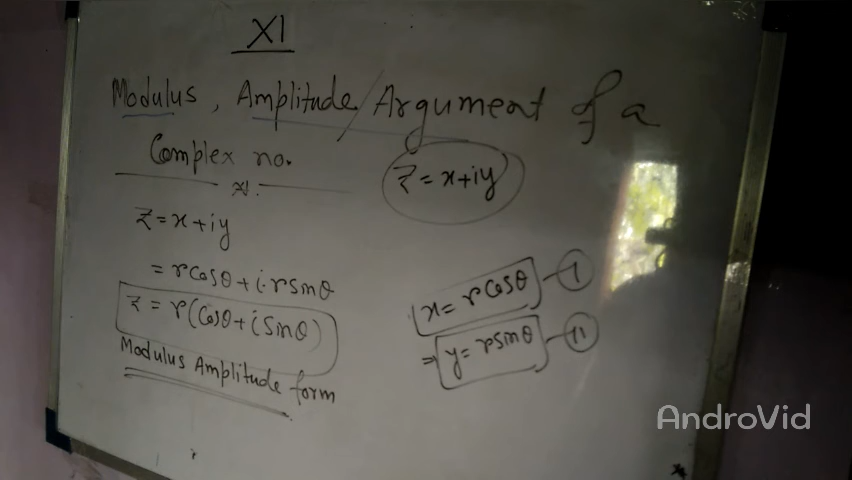 XI
Modulus, Amplitude/Argument of a
Complex no.
z = x+iy
z = x+iy
= r cosθ + i. r sinθ
z = r(cosθ + i sinθ)
Modulus Amplitude form
x = r cosθ — I
⇒ y = r sinθ — II
AndroVid